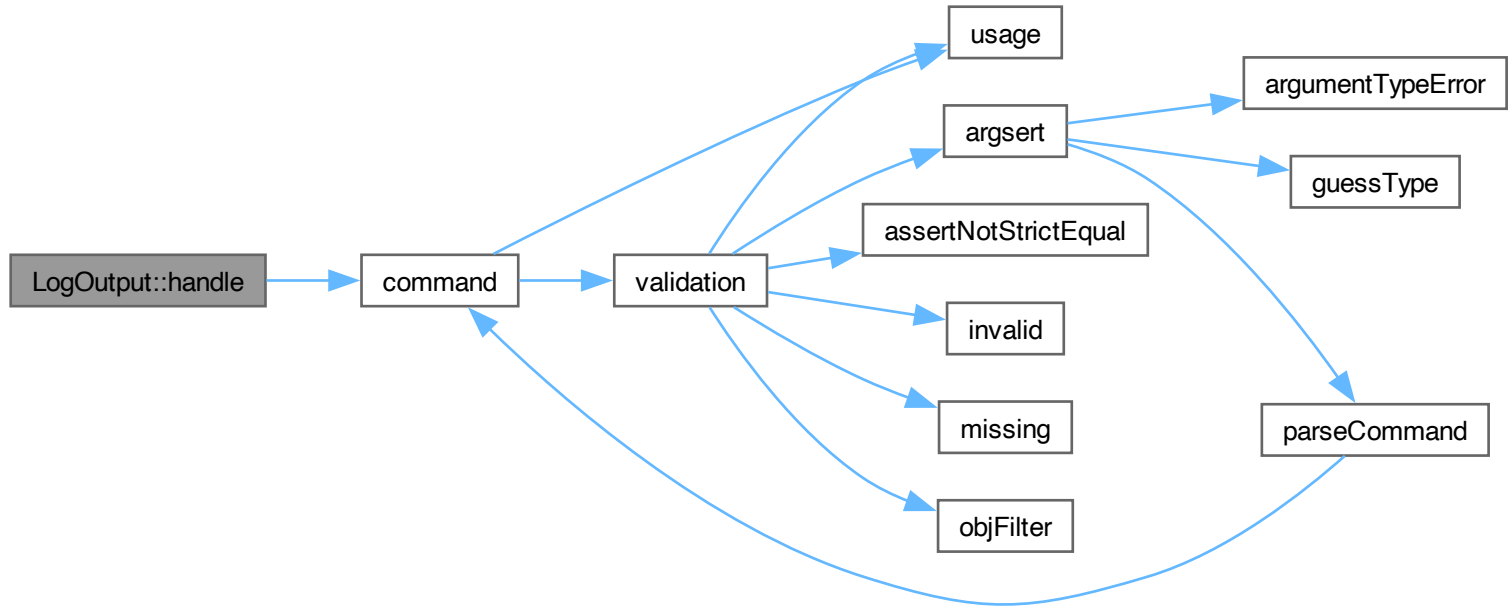 usage
argumentTypeError
argsert
guessType
assertNotStrictEqual
LogOutput::handle
command
validation
invalid
missing
parseCommand
objFilter